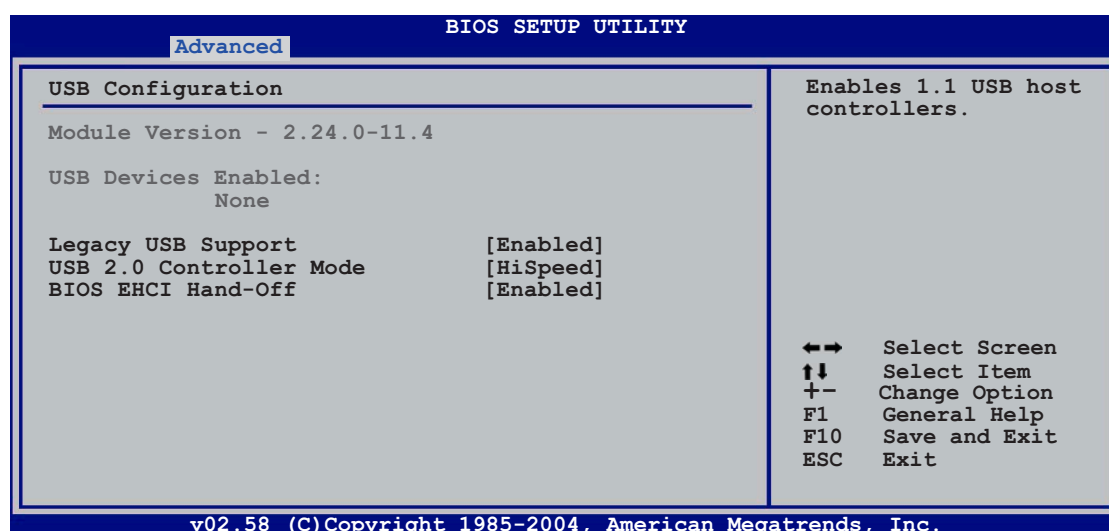 BIOS SETUP UTILITY
Advanced
USB Configuration
Module Version - 2.24.0-11.4
USB Devices Enabled:
None
Legacy USB Support [Enabled]
USB 2.0 Controller Mode [HiSpeed]
BIOS EHCI Hand-Off [Enabled]
Enables 1.1 USB host
controllers.
←→ Select Screen
↑↓ Select Item
+- Change Option
F1 General Help
F10 Save and Exit
ESC Exit
v02.58 (C)Copyright 1985-2004, American Megatrends, Inc.